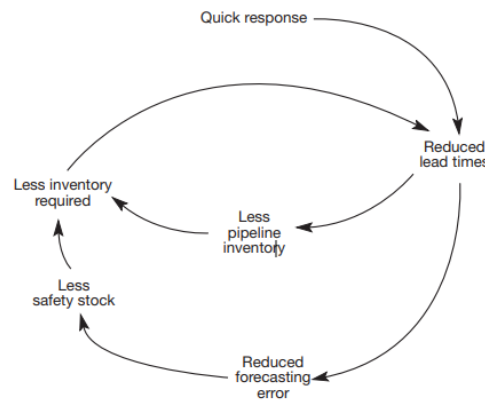 Quick response
Reduced
lead times
Less inventory
required
Less
pipeline
inventory
Less
safety stock
Reduced
forecasting
error